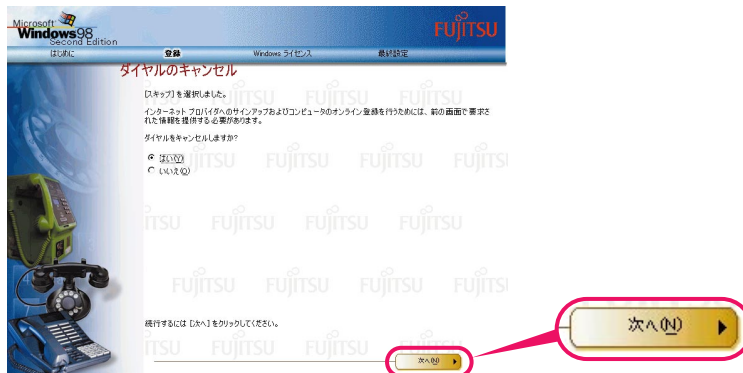 Microsoft
Windows98
Second Edition
FUJITSU
はじめに 登録 Windows ライセンス 最終設定
ダイヤルのキャンセル
[スキップ] を選択しました。
インターネット プロバイダへのサインアップおよびコンピュータのオンライン登録を行うためには、前の画面で要求さ
れた情報を提供する必要があります。
ダイヤルをキャンセルしますか?
はい(Y)
いいえ(O)
続行するには [次へ] をクリックしてください。
次へ(N)
次へ(N)